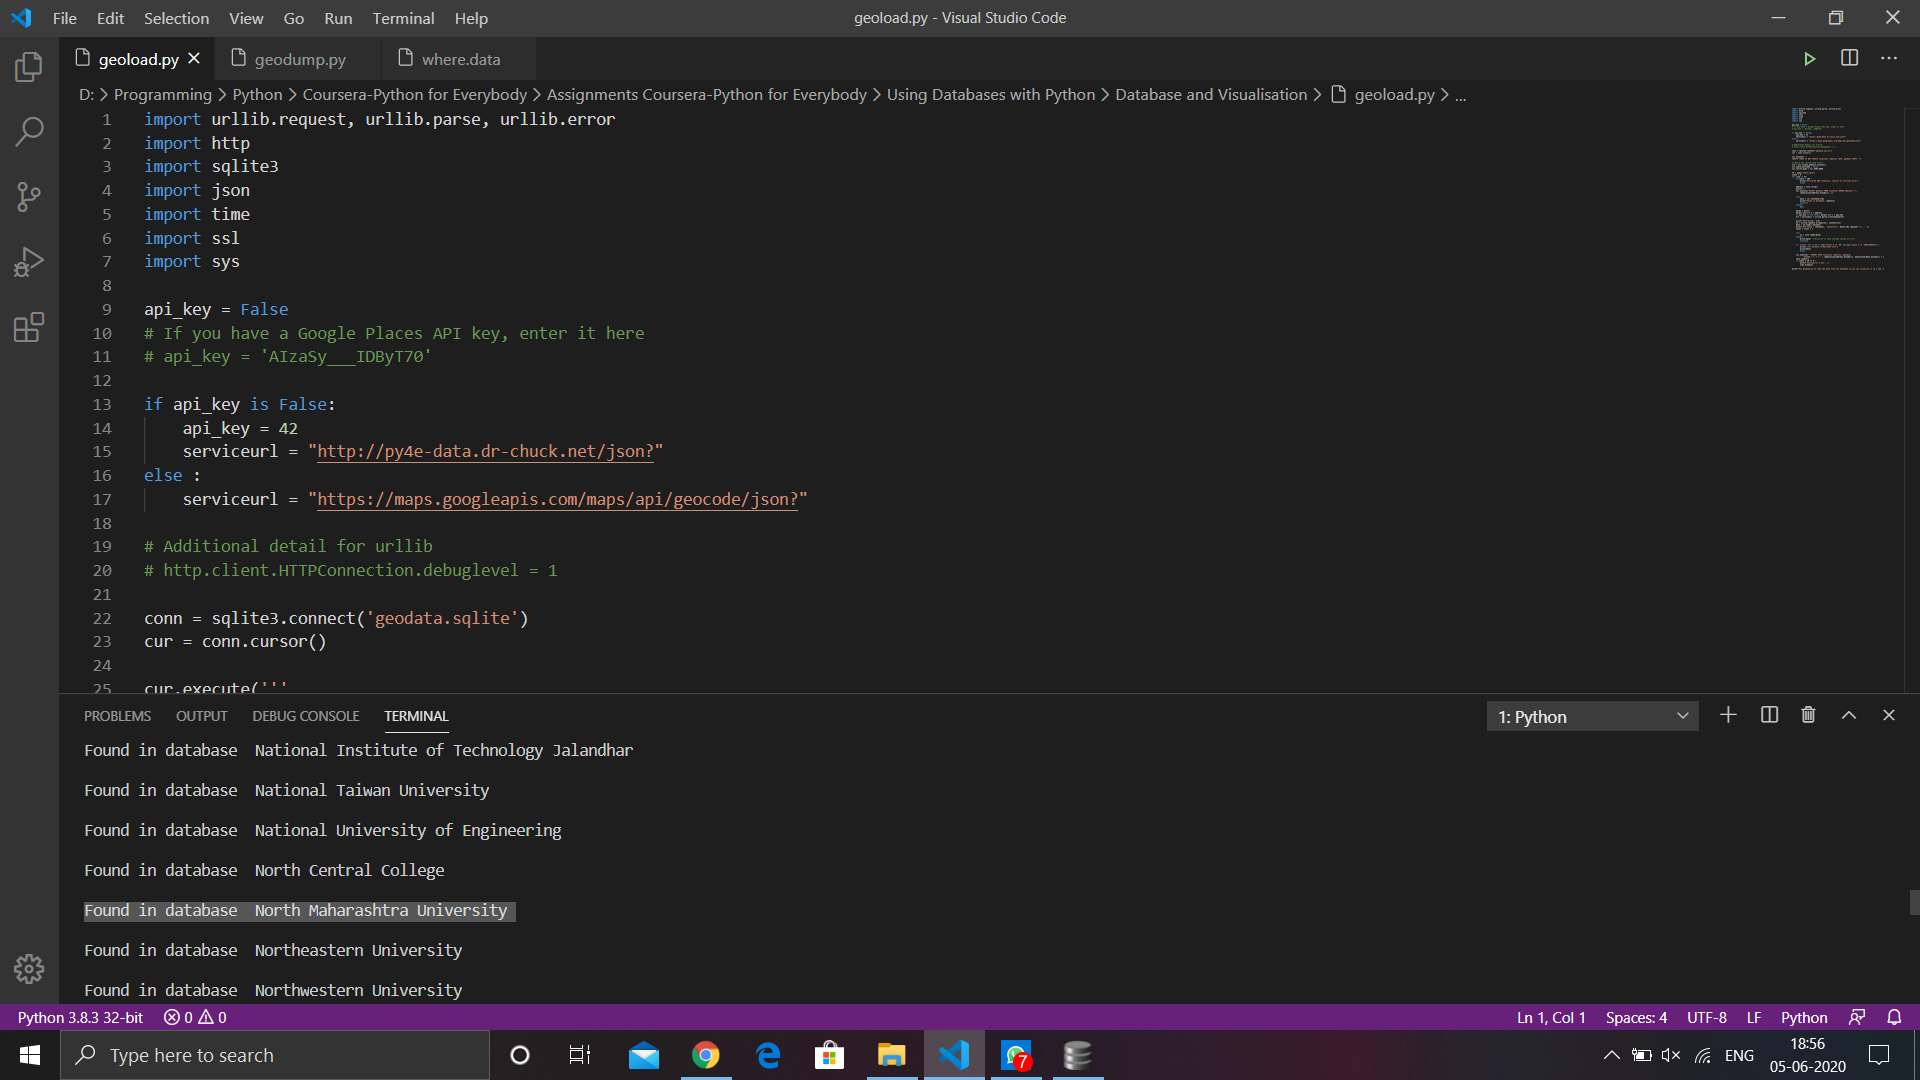 File Edit Selection View Go Run Terminal Help
geoload.py - Visual Studio Code
geoload.py geodump.py where.data
D: > Programming > Python > Coursera-Python for Everybody > Assignments Coursera-Python for Everybody > Using Databases with Python > Database and Visualisation > geoload.py > ...
1 import urllib.request, urllib.parse, urllib.error
2 import http
3 import sqlite3
4 import json
5 import time
6 import ssl
7 import sys
8
9 api_key = False
10 # If you have a Google Places API key, enter it here
11 # api_key = 'AIzaSy___IDByT70'
12
13 if api_key is False:
14 api_key = 42
15 serviceurl = "http://py4e-data.dr-chuck.net/json?"
16 else :
17 serviceurl = "https://maps.googleapis.com/maps/api/geocode/json?"
18
19 # Additional detail for urllib
20 # http.client.HTTPConnection.debuglevel = 1
21
22 conn = sqlite3.connect('geodata.sqlite')
23 cur = conn.cursor()
24
25 cur.execute('''
PROBLEMS OUTPUT DEBUG CONSOLE TERMINAL
1: Python
Found in database  National Institute of Technology Jalandhar
Found in database  National Taiwan University
Found in database  National University of Engineering
Found in database  North Central College
Found in database  North Maharashtra University
Found in database  Northeastern University
Found in database  Northwestern University
Python 3.8.3 32-bit 0 0
Ln 1, Col 1 Spaces: 4 UTF-8 LF Python
Type here to search
7
ENG
18:56
05-06-2020